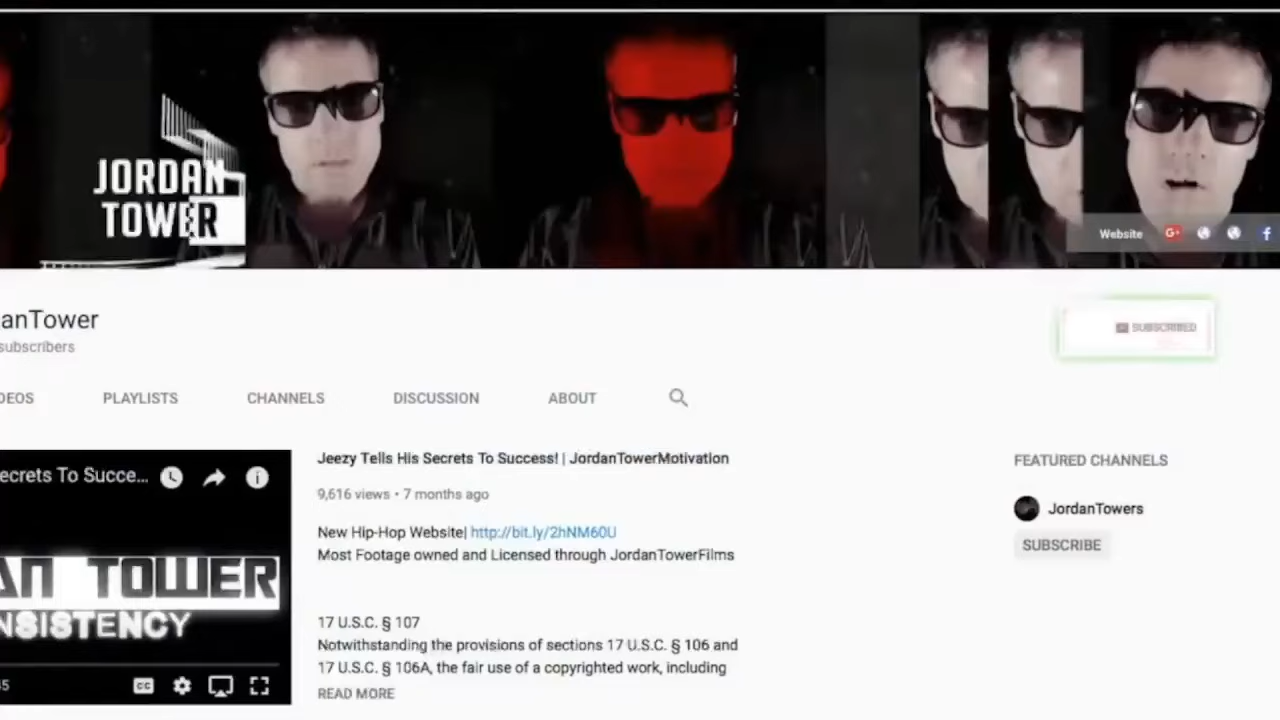 JORDAN
TOWER
Website
anTower
subscribers
SUBSCRIBED
DEOS
PLAYLISTS
CHANNELS
DISCUSSION
ABOUT
ecrets To Succe...
AN TOWER
NSISTENCY
45
CC
Jeezy Tells His Secrets To Success! | JordanTowerMotivation
9,616 views • 7 months ago
New Hip-Hop Website| http://bit.ly/2hNM60U
Most Footage owned and Licensed through JordanTowerFilms
17 U.S.C. § 107
Notwithstanding the provisions of sections 17 U.S.C. § 106 and
17 U.S.C. § 106A, the fair use of a copyrighted work, including
READ MORE
FEATURED CHANNELS
JordanTowers
SUBSCRIBE